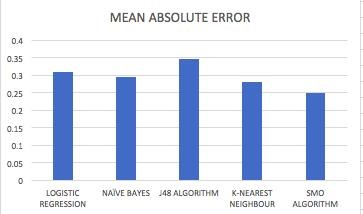 MEAN ABSOLUTE ERROR
0.4
0.35
0.3
0.25
0.2
0.15
0.1
0.05
0
LOGISTIC REGRESSION
NAÏVE BAYES
J48 ALGORITHM
K-NEAREST NEIGHBOUR
SMO ALGORITHM